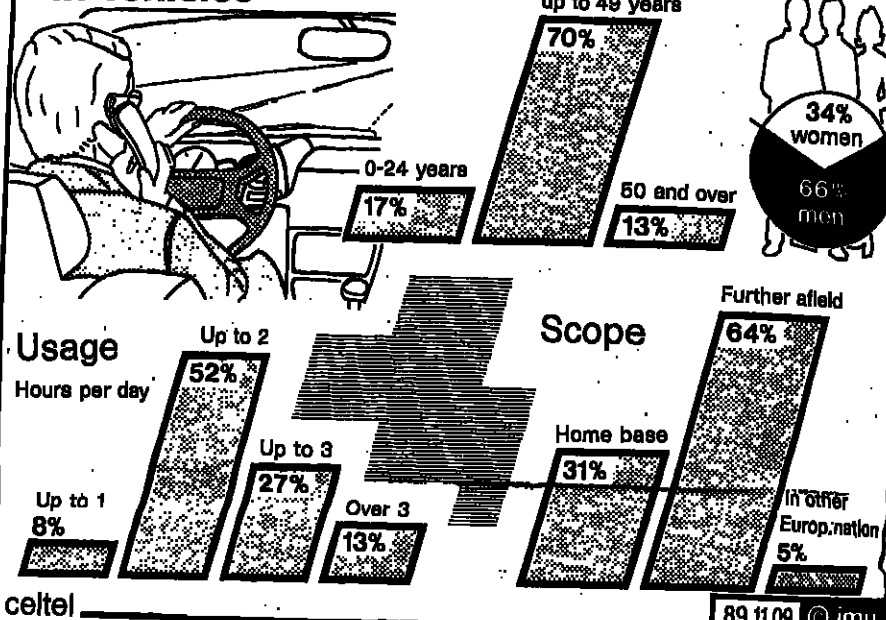 up to 49 years
70%
34%
women
66%
men
0-24 years
17%
50 and over
13%
Usage
Hours per day
Up to 2
52%
Up to 1
8%
Up to 3
27%
Over 3
13%
Scope
Further afield
64%
Home base
31%
In other
Europ.nation
5%
celtel
89 11 09 © imu